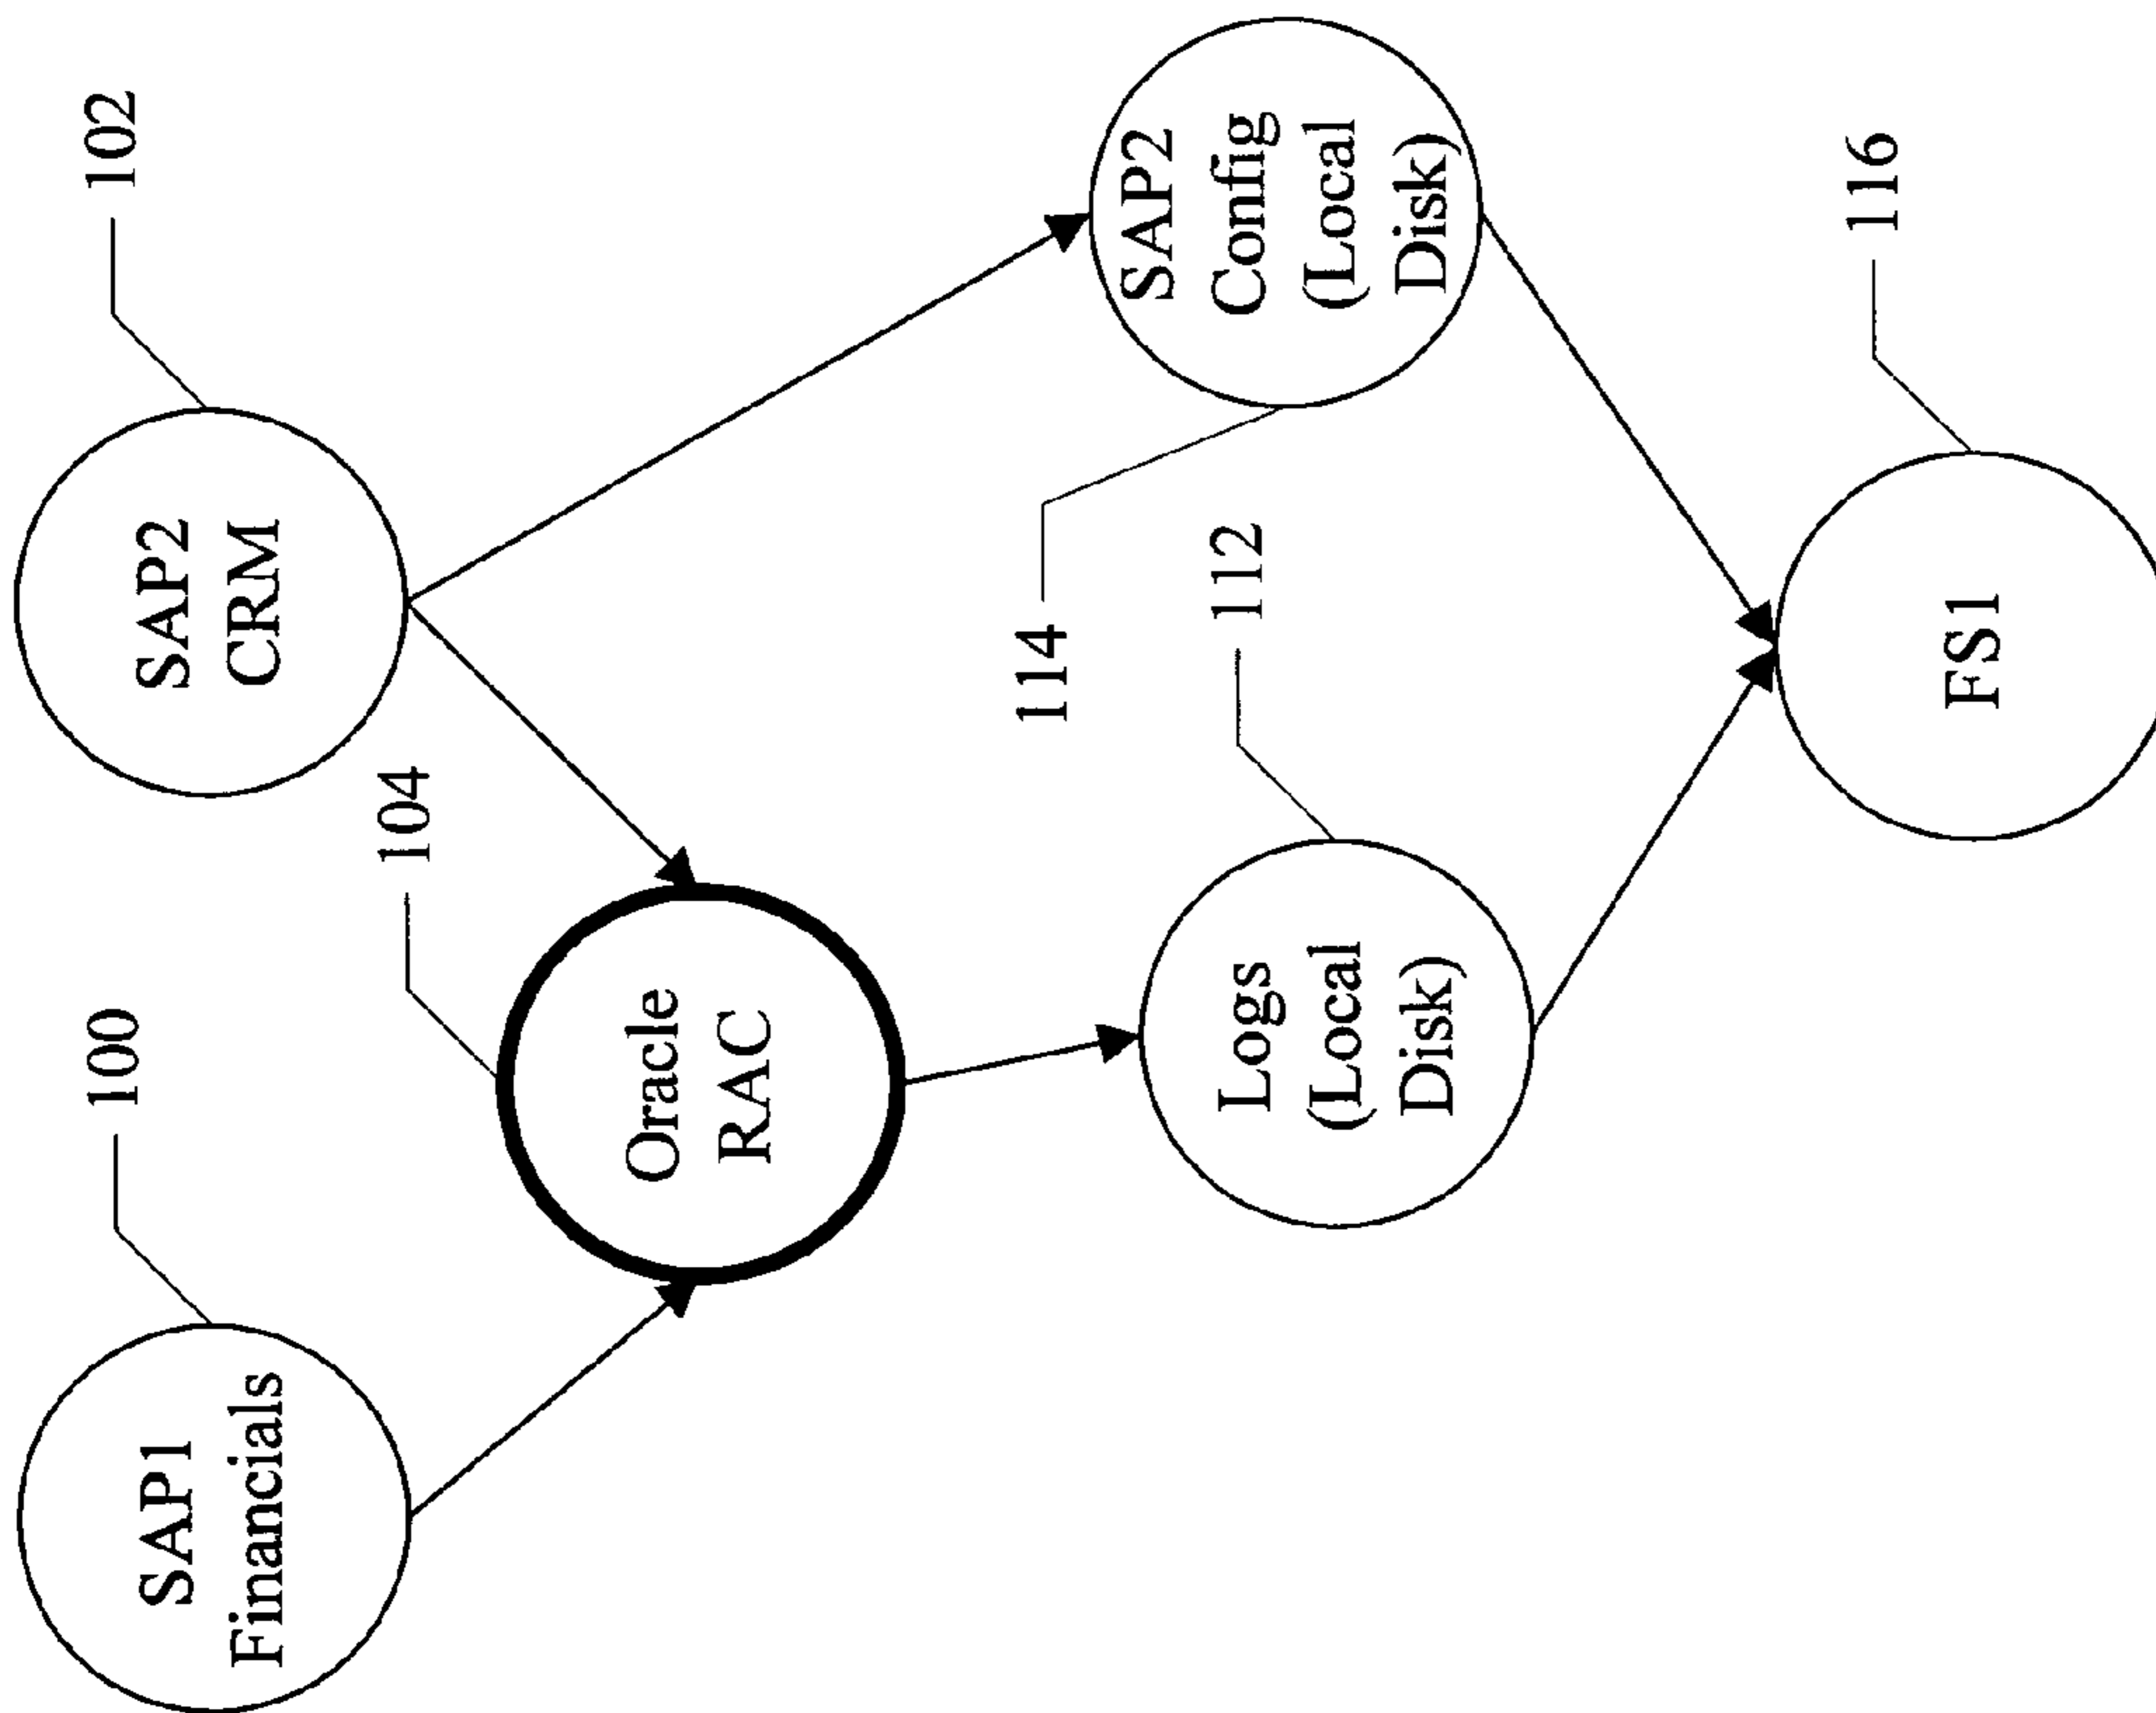 100
SAP1
Financials
102
SAP2
CRM
104
Oracle
RAC
114
SAP2
Config
(Local
Disk)
112
Logs
(Local
Disk)
116
FS1